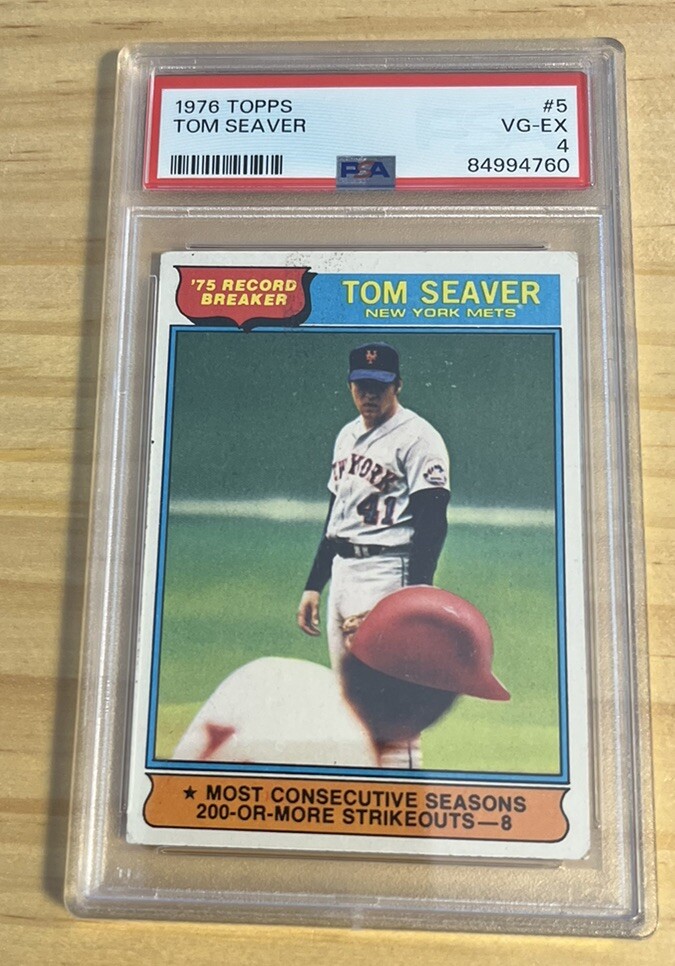 1976 TOPPS #5
TOM SEAVER VG-EX
4
PSA 84994760
'75 RECORD
BREAKER
TOM SEAVER
NEW YORK METS
NY
NEW YORK
41
★ MOST CONSECUTIVE SEASONS
200-OR-MORE STRIKEOUTS—8